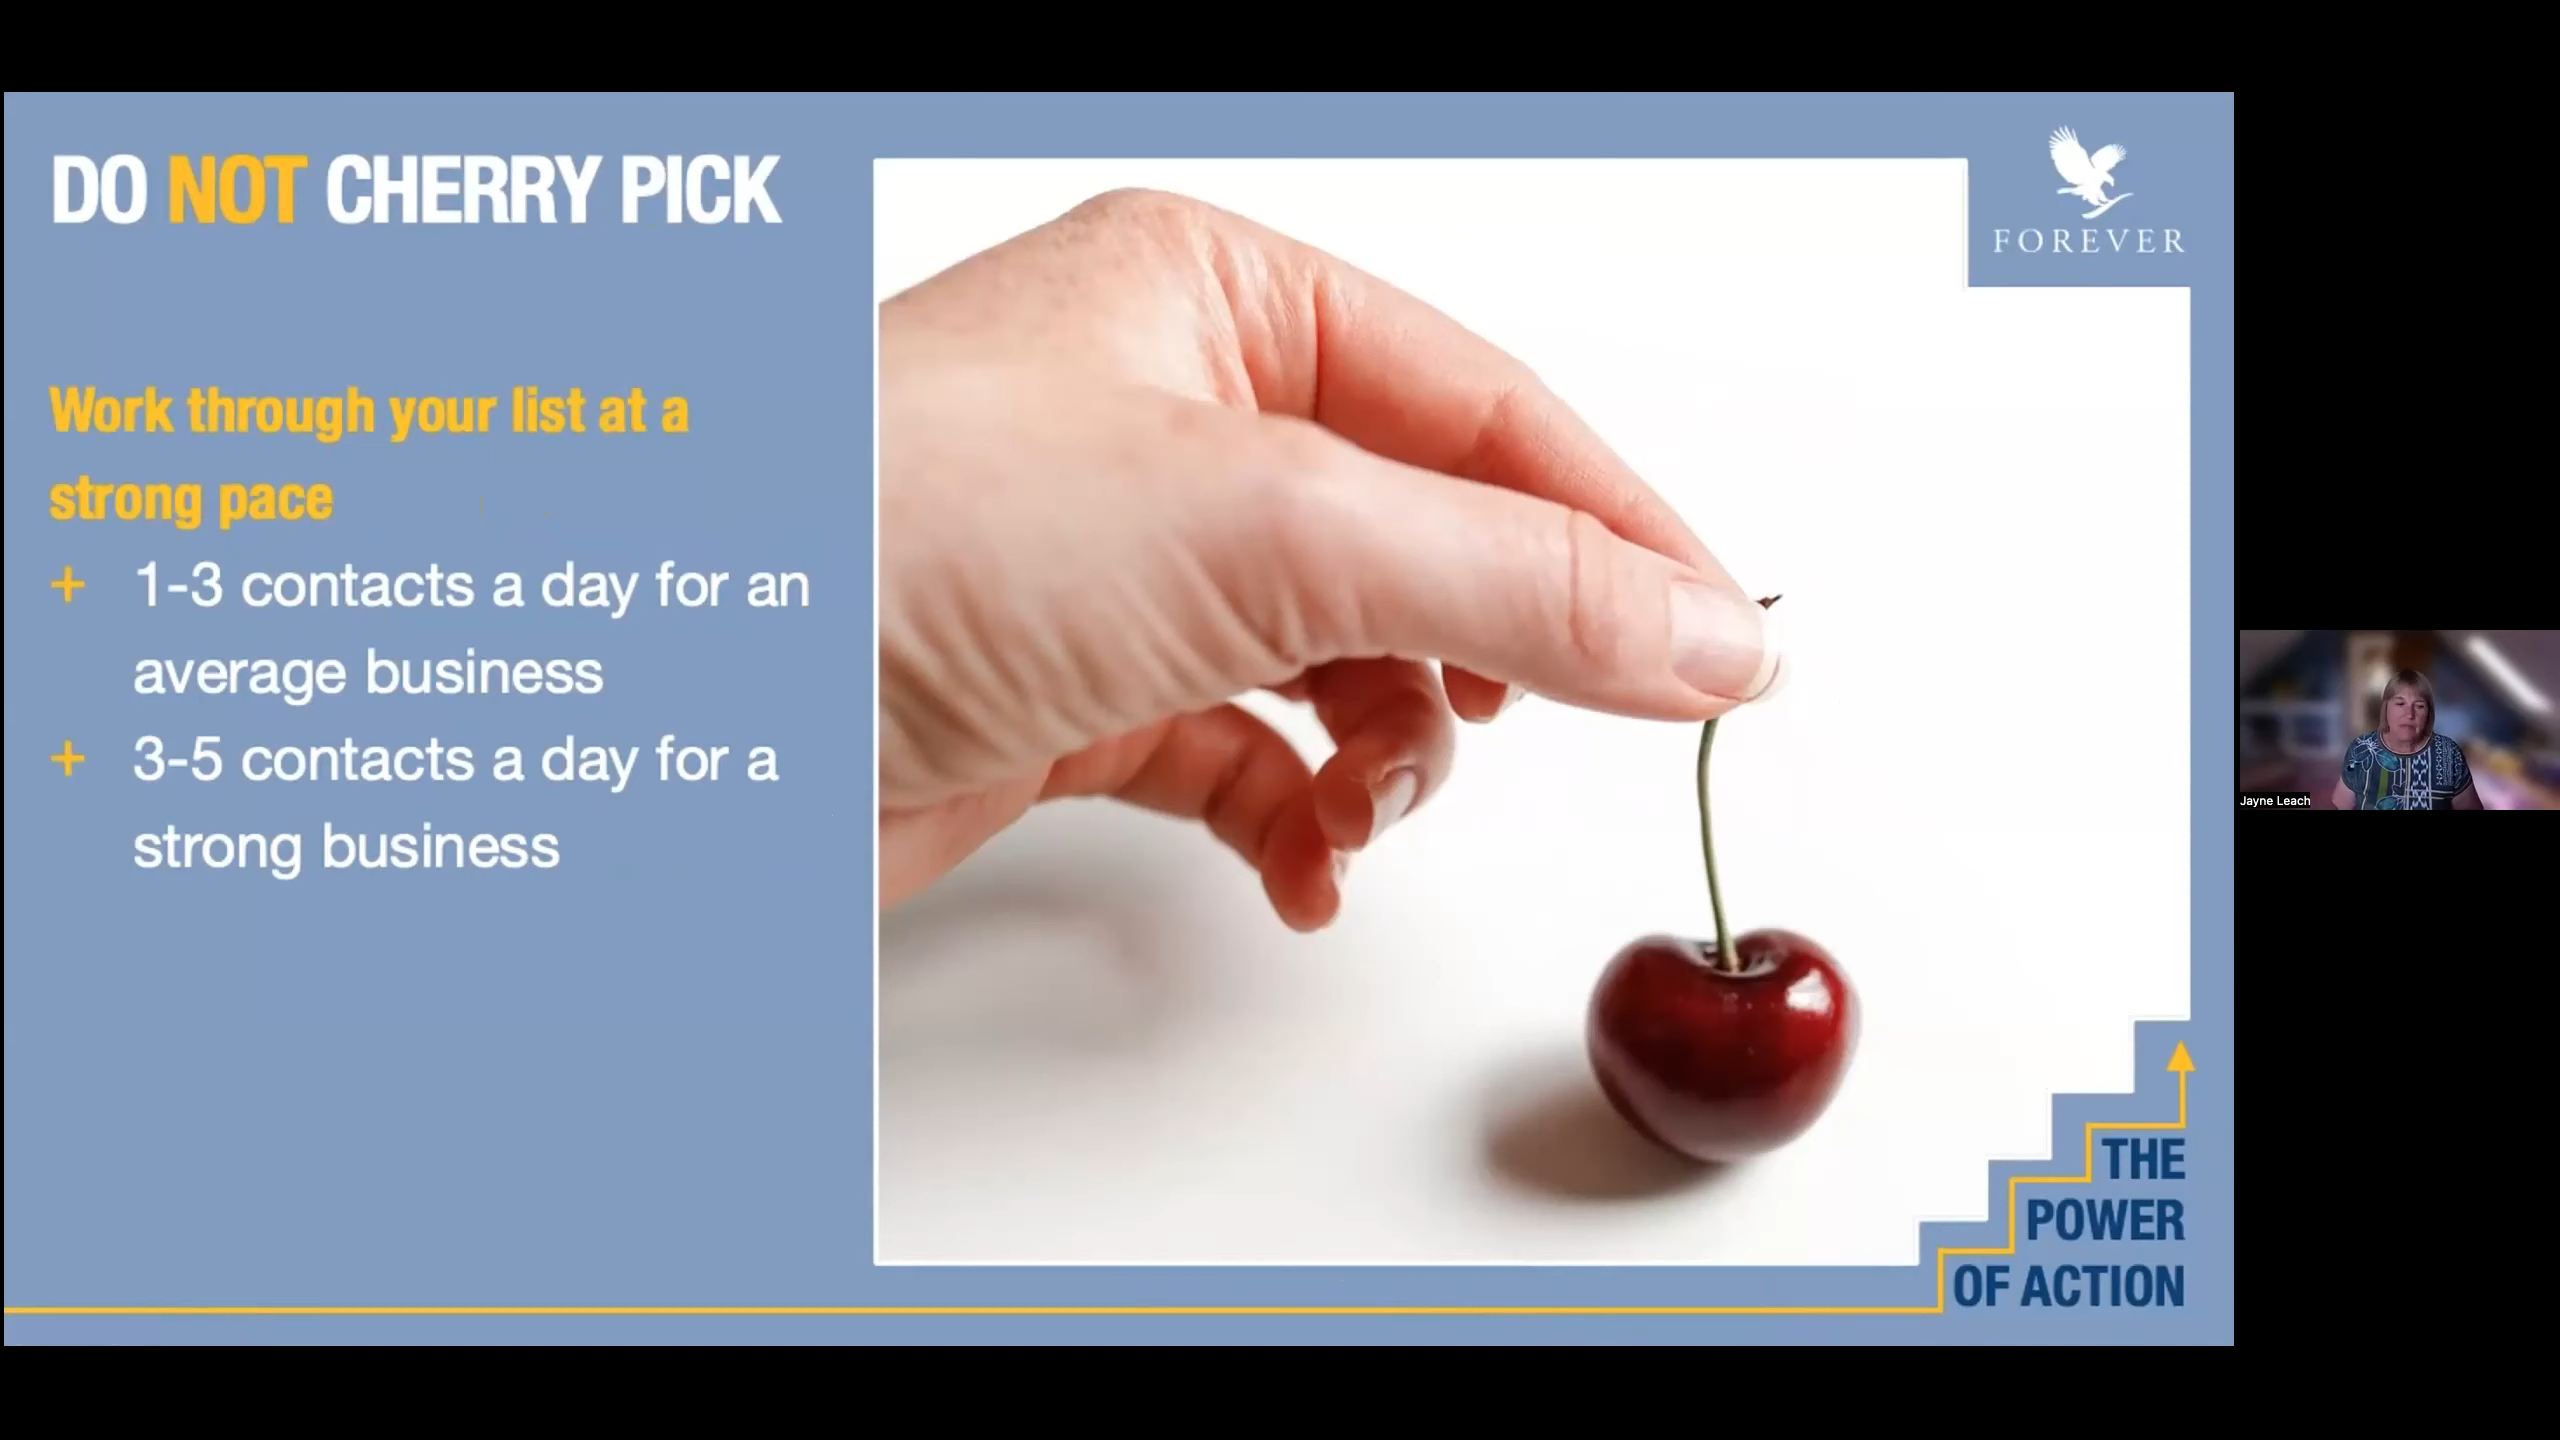 DO NOT CHERRY PICK
FOREVER
Work through your list at a
strong pace
+ 1-3 contacts a day for an
average business
+ 3-5 contacts a day for a
strong business
Jayne Leach
THE
POWER
OF ACTION